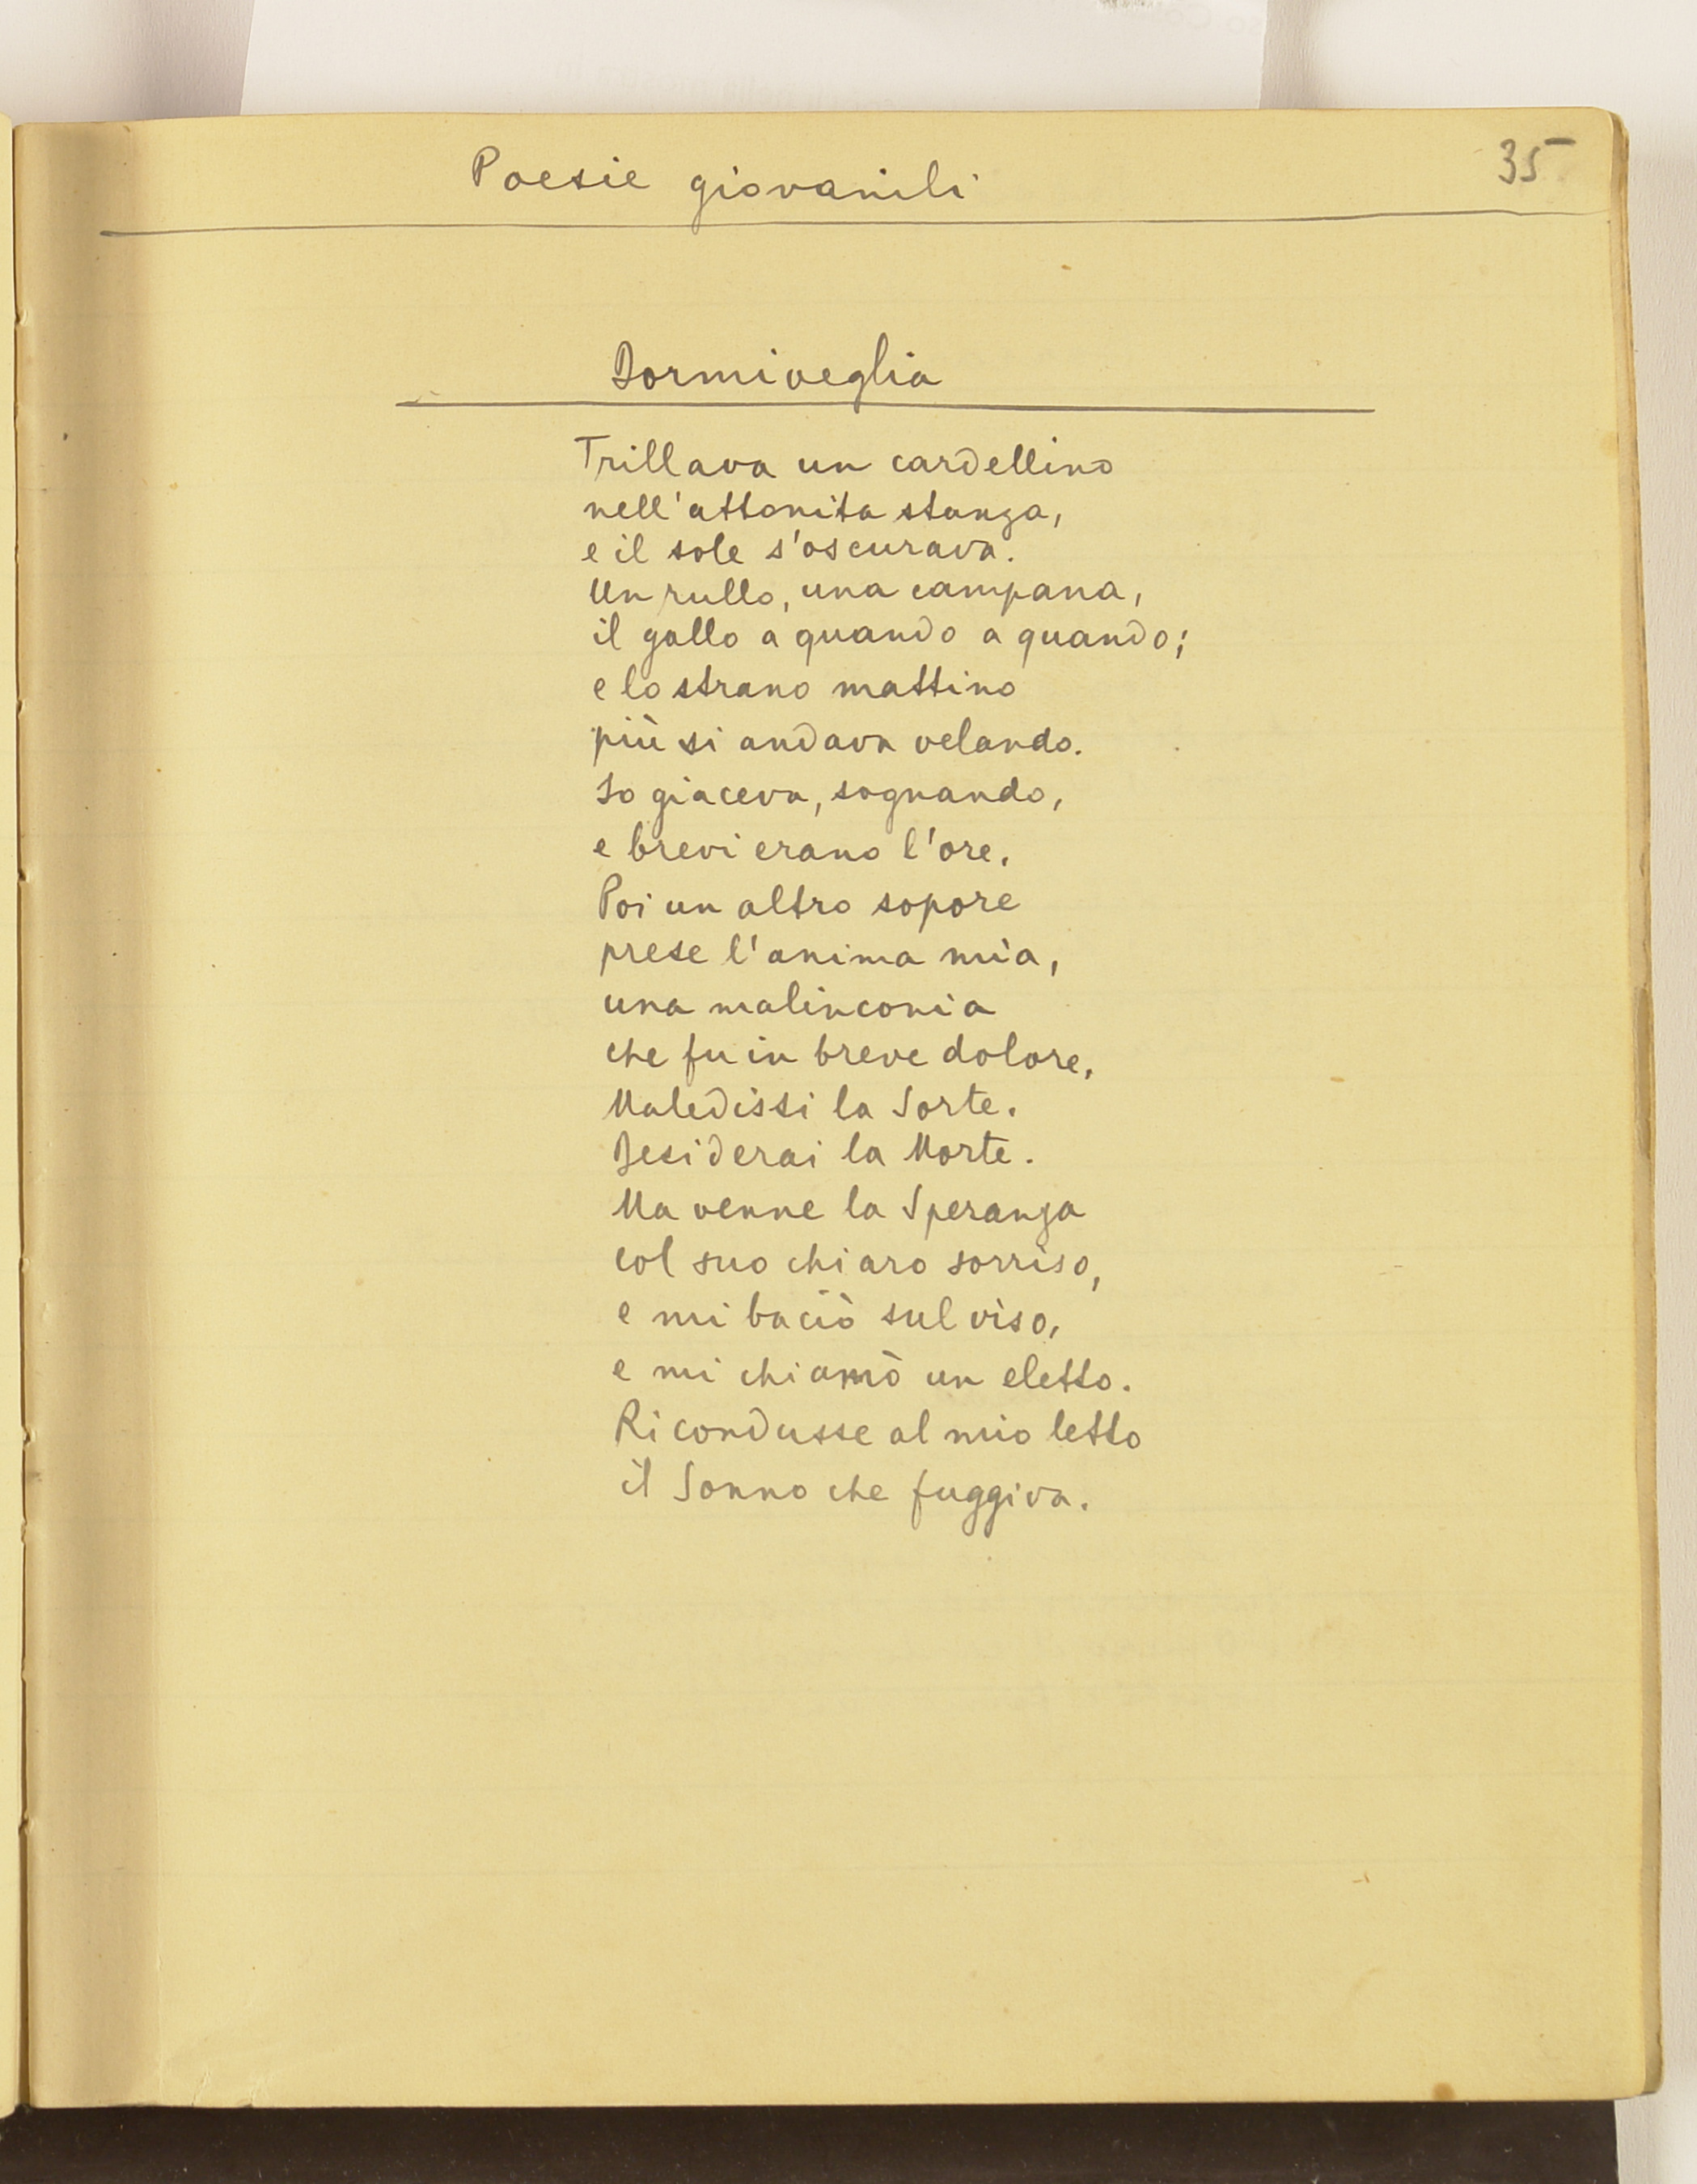 Poesie giovanili
35
Dormiveglia
Trillava un cardellino
nell'attonita stanza,
e il sole s'oscurava.
Un rullo, una campana,
il gallo a quando a quando;
e lo strano mattino
più si andava velando.
Io giaceva, sognando,
e brevi erano l'ore.
Poi un altro sopore
prese l'anima mia,
una malinconia
che fu in breve dolore.
Maledissi la Sorte.
Desiderai la Morte.
Ma venne la Speranza
col suo chiaro sorriso,
e mi baciò sul viso,
e mi chiamò un eletto.
Ricondusse al mio letto
il Sonno che fuggiva.